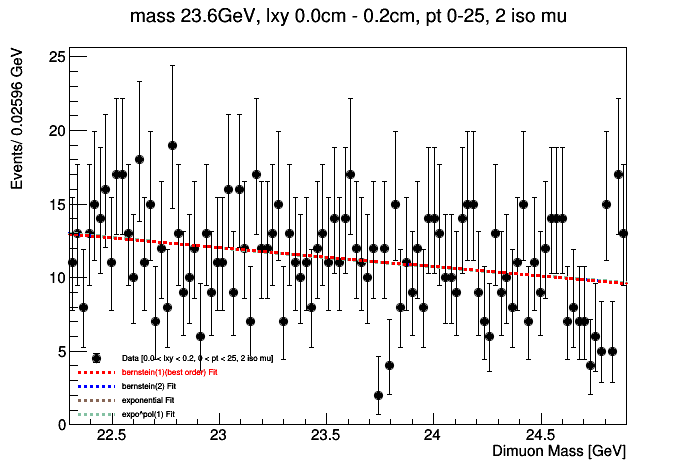 mass 23.6GeV, lxy 0.0cm - 0.2cm, pt 0-25, 2 iso mu
Events/ 0.02596 GeV
25
20
15
10
5
0
Data [0.0 < lxy < 0.2, 0 < pt < 25, 2 iso mu]
bernstein(1)(best order) Fit
bernstein(2) Fit
exponential Fit
expo*pol(1) Fit
22.5 23 23.5 24 24.5
Dimuon Mass [GeV]